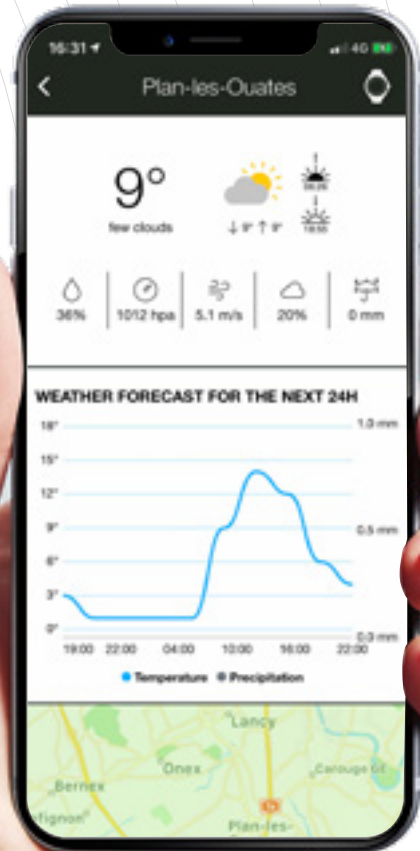 16:31 4G
Plan-les-Ouates
9°
few clouds
36% 1012 hpa 5.1 m/s 20% 0 mm
WEATHER FORECAST FOR THE NEXT 24H
18° 1.0 mm
15°
12°
9° 0.5 mm
6°
3°
0° 0.0 mm
19:00 22:00 04:00 10:00 16:00 22:00
Temperature Precipitation
Lancy
Onex
Carouge GE
Bernex
Plan-les-